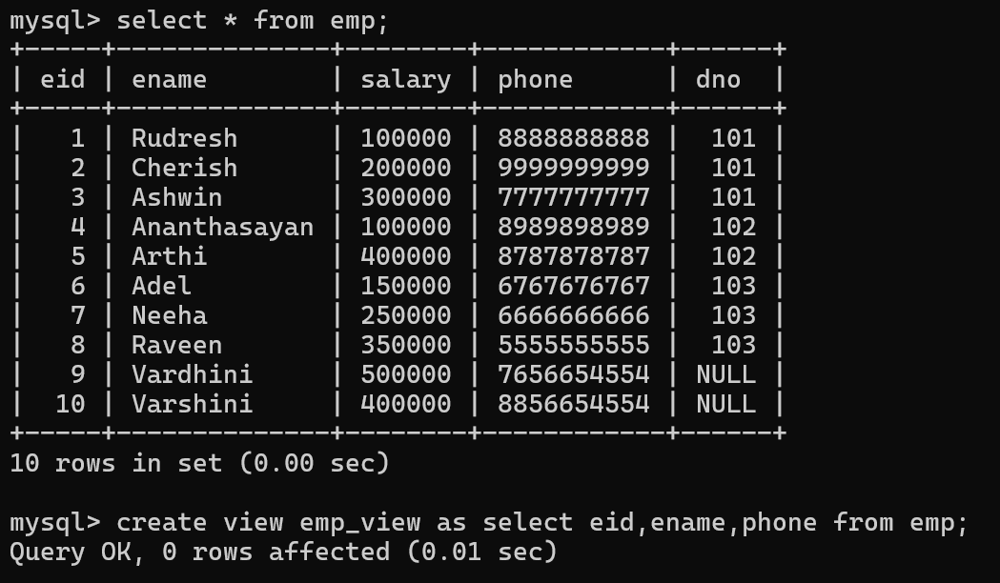 mysql> select * from emp;
+-----+--------------+--------+------------+------+
| eid | ename        | salary | phone      | dno  |
+-----+--------------+--------+------------+------+
|   1 | Rudresh      | 100000 | 8888888888 |  101 |
|   2 | Cherish      | 200000 | 9999999999 |  101 |
|   3 | Ashwin       | 300000 | 7777777777 |  101 |
|   4 | Ananthasayan | 100000 | 8989898989 |  102 |
|   5 | Arthi        | 400000 | 8787878787 |  102 |
|   6 | Adel         | 150000 | 6767676767 |  103 |
|   7 | Neeha        | 250000 | 6666666666 |  103 |
|   8 | Raveen       | 350000 | 5555555555 |  103 |
|   9 | Vardhini     | 500000 | 7656654554 | NULL |
|  10 | Varshini     | 400000 | 8856654554 | NULL |
+-----+--------------+--------+------------+------+
10 rows in set (0.00 sec)
mysql> create view emp_view as select eid,ename,phone from emp;
Query OK, 0 rows affected (0.01 sec)